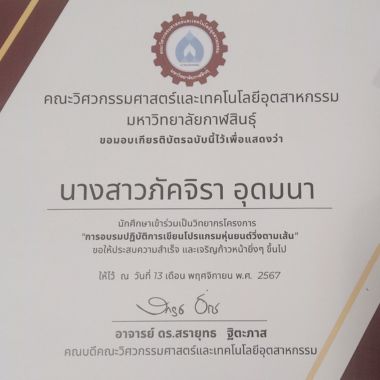 คณะวิศวกรรมศาสตร์และเทคโนโลยีอุตสาหกรรม
มหาวิทยาลัยกาฬสินธุ์
ขอมอบเกียรติบัตรฉบับนี้ไว้เพื่อแสดงว่า
นางสาวภัคจิรา อุดมนา
นักศึกษาเข้าร่วมเป็นวิทยากรโครงการ
"การอบรมปฏิบัติการเขียนโปรแกรมหุ่นยนต์วิ่งตามเส้น"
ขอให้ประสบความสำเร็จ และเจริญก้าวหน้ายิ่งๆ ขึ้นไป
ให้ไว้ ณ วันที่ 13 เดือน พฤศจิกายน พ.ศ. 2567
อาจารย์ ดร.สรายุทธ ฐิตะภาส
คณบดีคณะวิศวกรรมศาสตร์และเทคโนโลยีอุตสาหกรรม